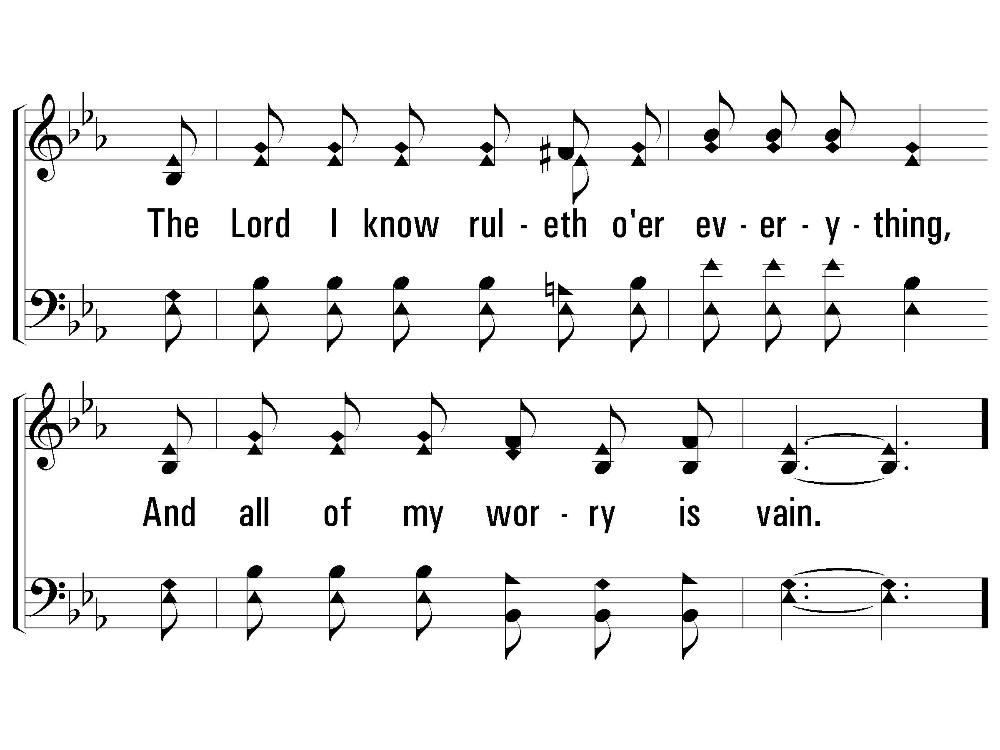 The Lord I know rul - eth o'er ev - er - y - thing,
And all of my wor - ry is vain.